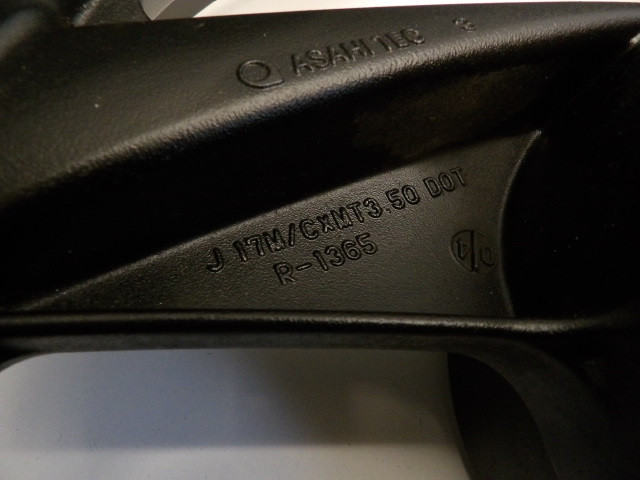 ASAHI TEC
J 17M/CxMT3.50 DOT
R-1365